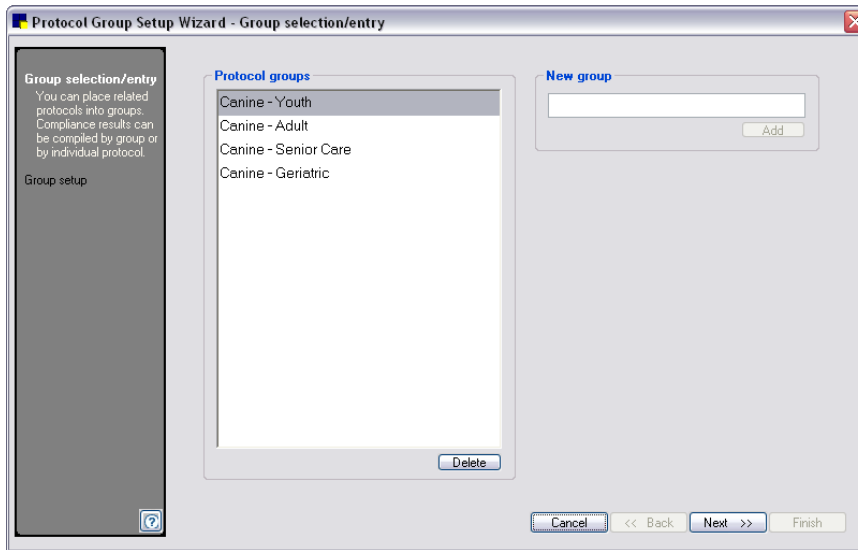 Protocol Group Setup Wizard - Group selection/entry
Group selection/entry
You can place related
protocols into groups.
Compliance results can
be compiled by group or
by individual protocol.
Group setup
Protocol groups
Canine - Youth
Canine - Adult
Canine - Senior Care
Canine - Geriatric
Delete
New group
Add
Cancel
<< Back
Next >>
Finish